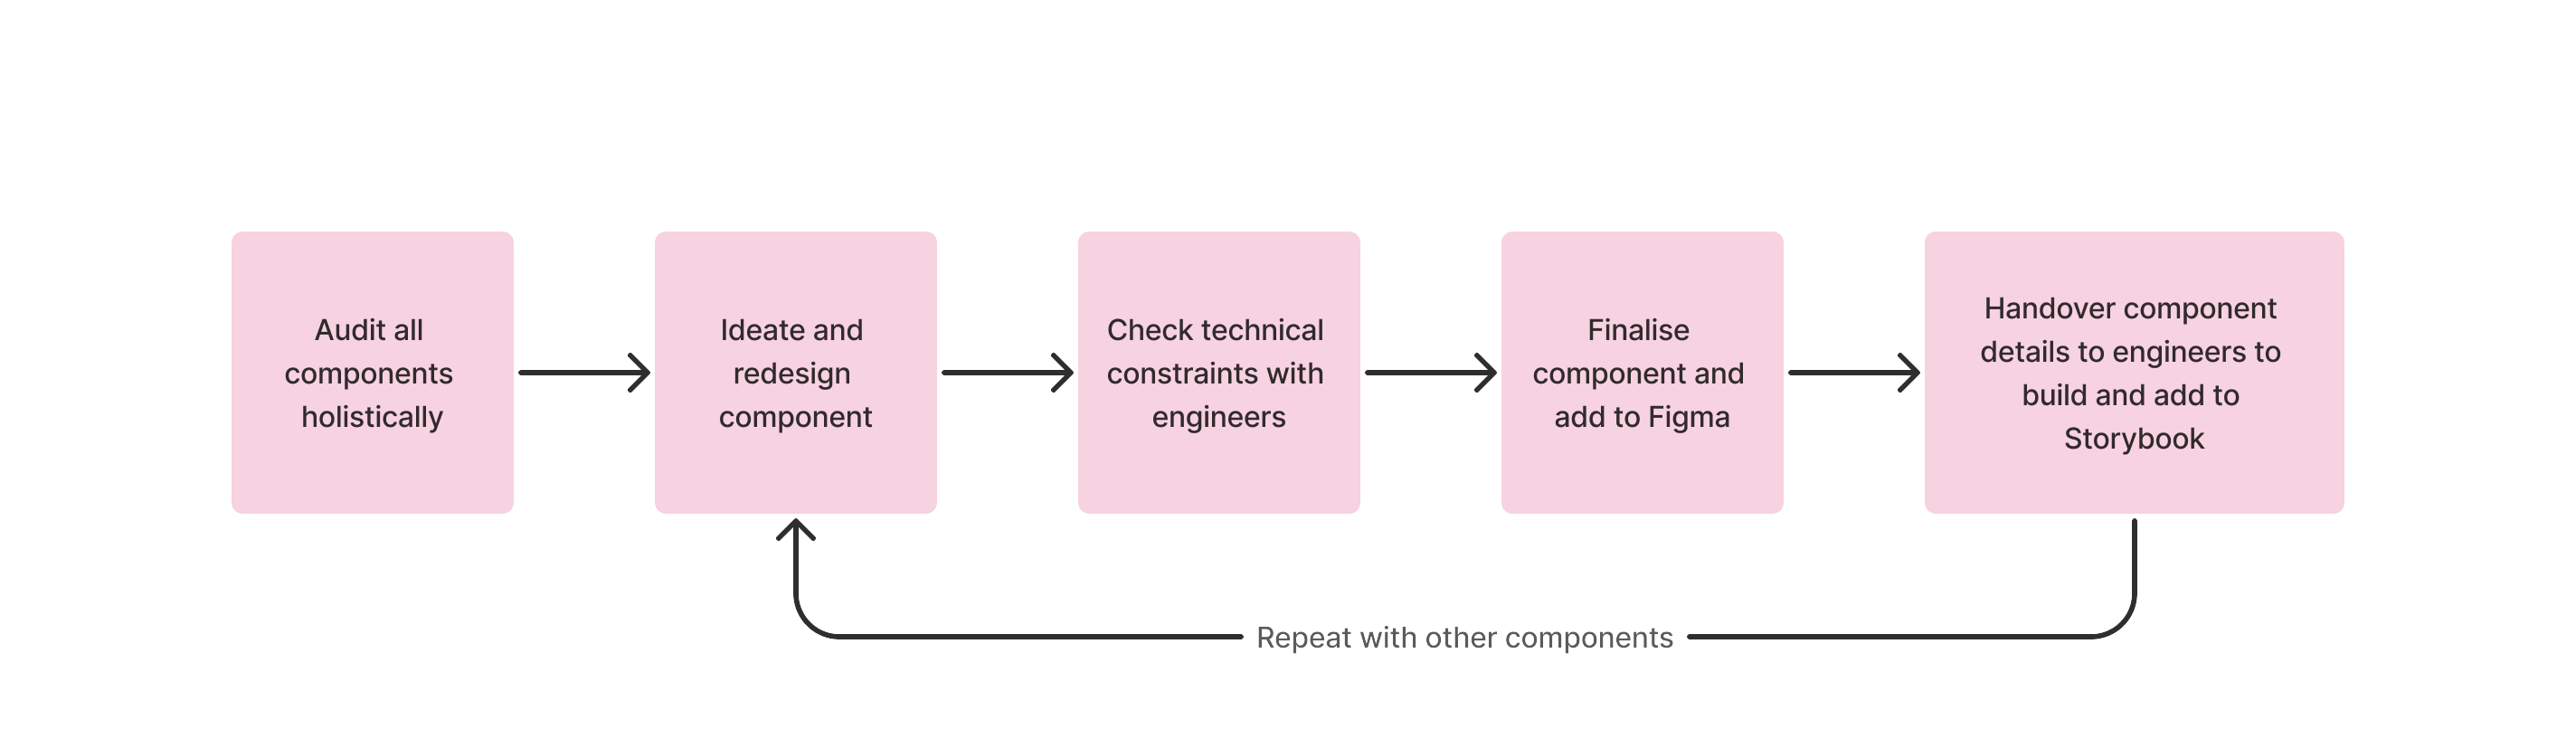 Audit all
components
holistically
Ideate and
redesign
component
Check technical
constraints with
engineers
Finalise
component and
add to Figma
Handover component
details to engineers to
build and add to
Storybook
Repeat with other components